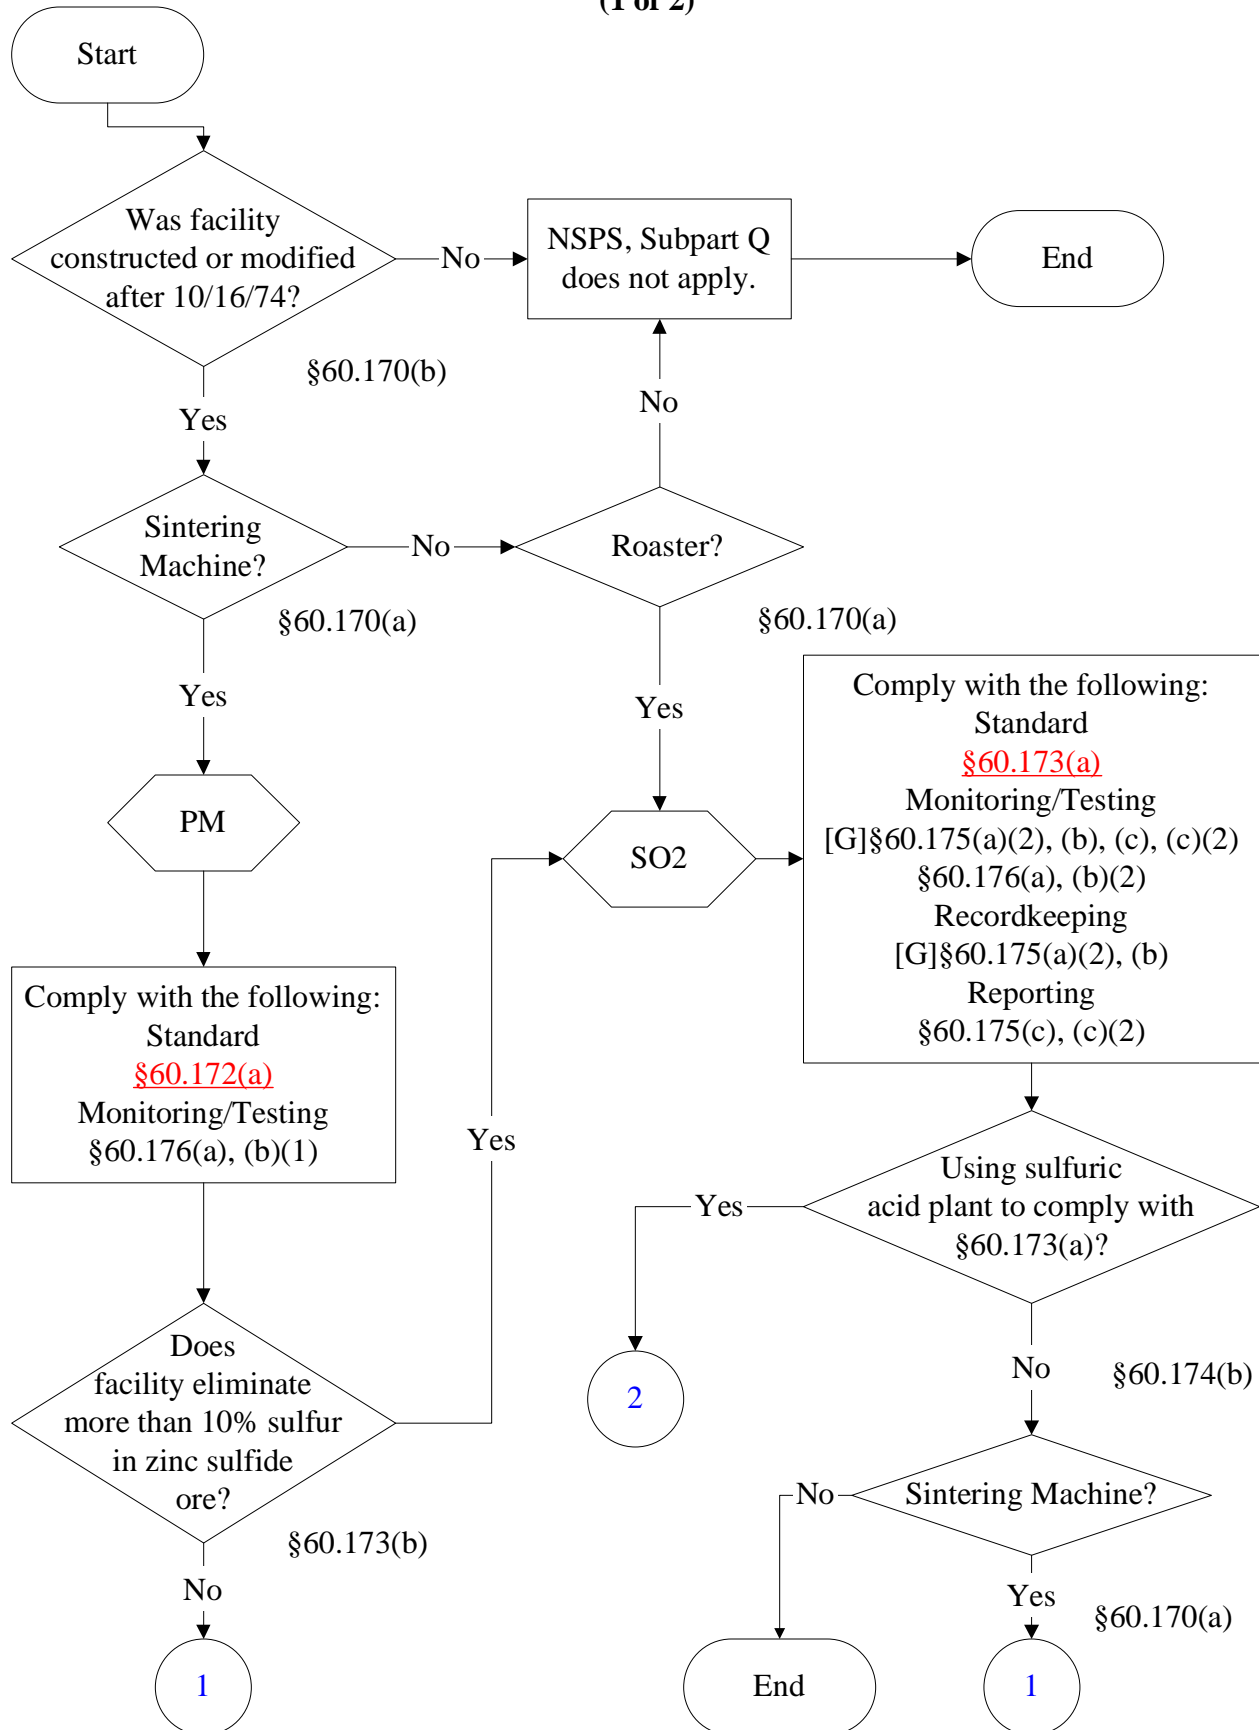 (1 of 2)
Start
Was facility
constructed or modified
after 10/16/74?
No
NSPS, Subpart Q
does not apply.
End
§60.170(b)
Yes
No
Sintering
Machine?
No
Roaster?
§60.170(a)
§60.170(a)
Yes
Yes
PM
SO2
Comply with the following:
Standard
§60.173(a)
Monitoring/Testing
[G]§60.175(a)(2), (b), (c), (c)(2)
§60.176(a), (b)(2)
Recordkeeping
[G]§60.175(a)(2), (b)
Reporting
§60.175(c), (c)(2)
Comply with the following:
Standard
§60.172(a)
Monitoring/Testing
§60.176(a), (b)(1)
Yes
Using sulfuric
acid plant to comply with
§60.173(a)?
Yes
2
No
§60.174(b)
Does
facility eliminate
more than 10% sulfur
in zinc sulfide
ore?
§60.173(b)
No
1
Sintering Machine?
No
Yes
§60.170(a)
End
1